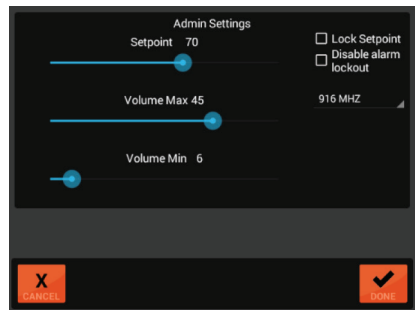 Admin Settings
Setpoint 70
Lock Setpoint
Disable alarm
lockout
Volume Max 45
916 MHZ
Volume Min 6
X
CANCEL
DONE